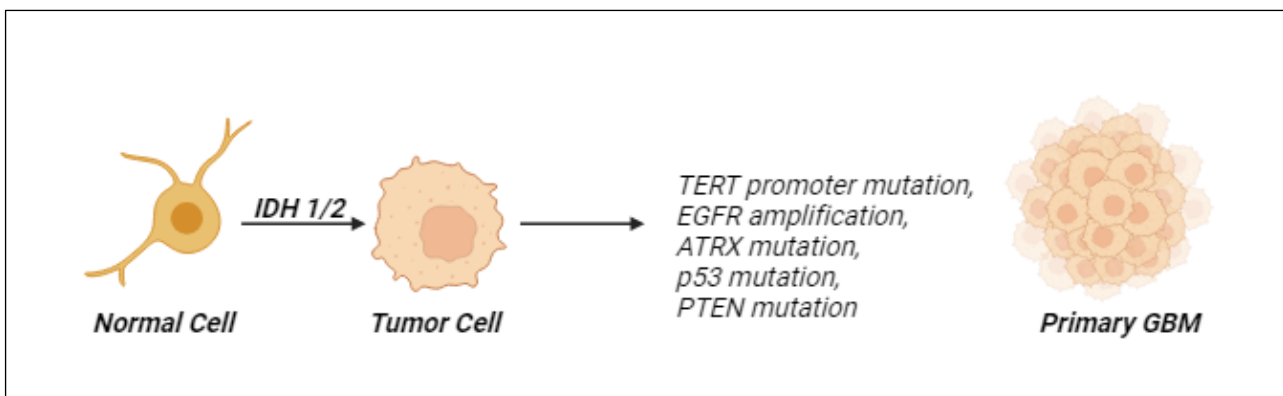 IDH 1/2
TERT promoter mutation,
EGFR amplification,
ATRX mutation,
p53 mutation,
PTEN mutation
Normal Cell
Tumor Cell
Primary GBM